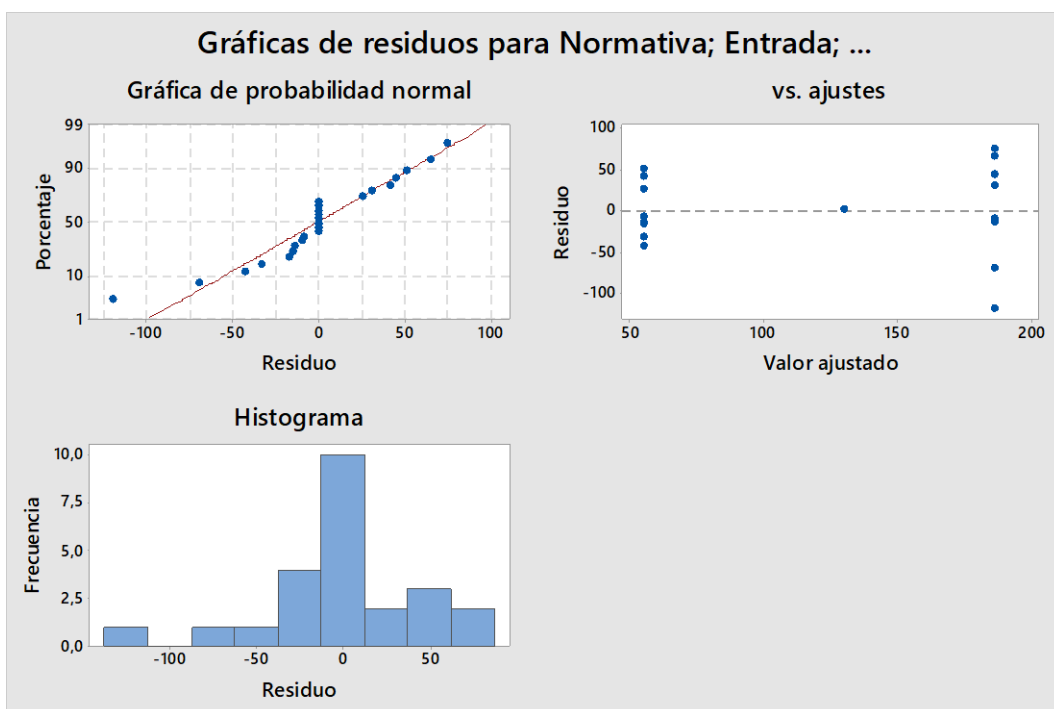 Gráficas de residuos para Normativa; Entrada; ...
Gráfica de probabilidad normal
99
90
50
10
1
Porcentaje
-100 -50 0 50 100
Residuo
vs. ajustes
100
50
0
-50
-100
Residuo
50 100 150 200
Valor ajustado
Histograma
10,0
7,5
5,0
2,5
0,0
Frecuencia
-100 -50 0 50
Residuo